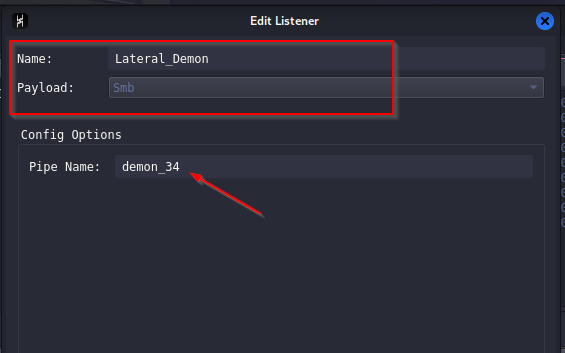 Edit Listener
Name: Lateral_Demon
Payload: Smb
Config Options
Pipe Name: demon_34